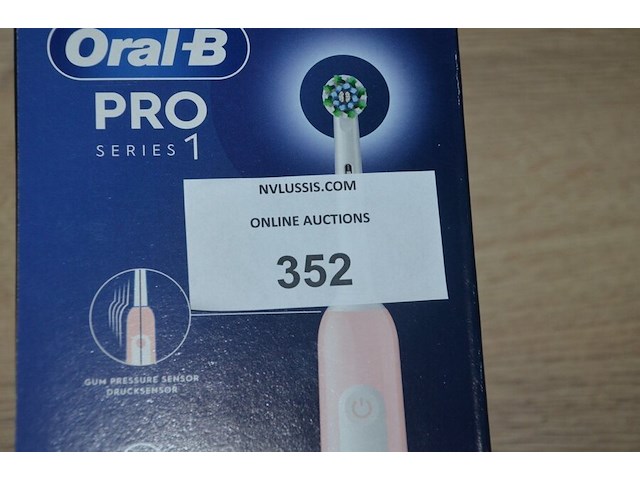 Oral-B
PRO
SERIES 1
NVLUSSIS.COM
ONLINE AUCTIONS
352
GUM PRESSURE SENSOR
DRUCKSENSOR